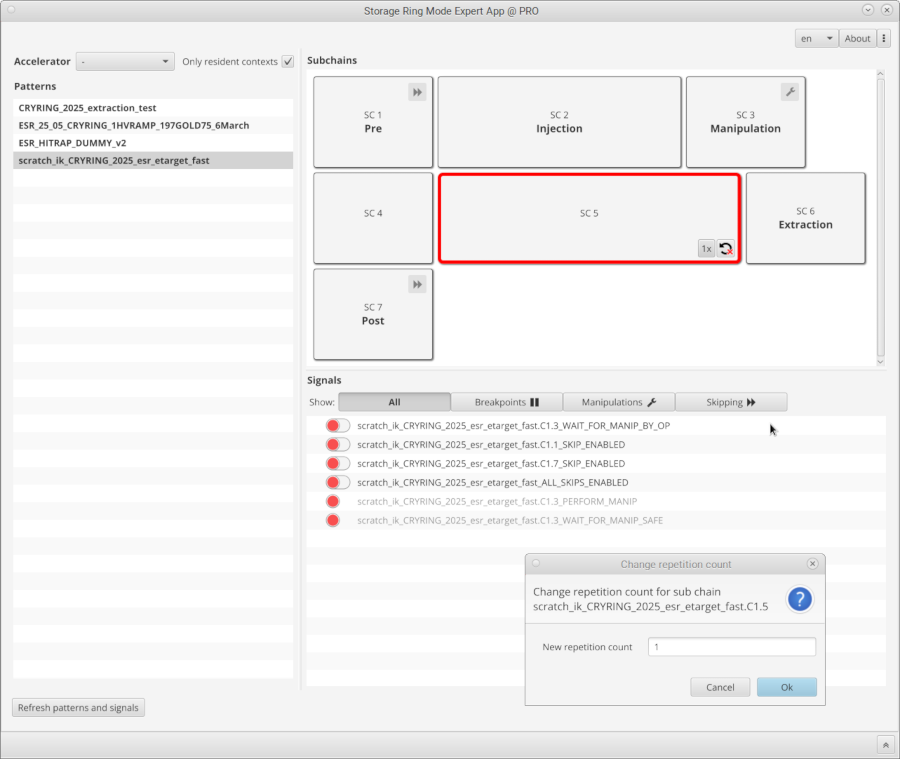 Storage Ring Mode Expert App @ PRO
en
About
Accelerator
-
Only resident contexts
Patterns
CRYRING_2025_extraction_test
ESR_25_05_CRYRING_1HVRAMP_197GOLD75_6March
ESR_HITRAP_DUMMY_v2
scratch_ik_CRYRING_2025_esr_etarget_fast
Refresh patterns and signals
Subchains
SC 1
Pre
SC 2
Injection
SC 3
Manipulation
SC 4
SC 5
1x
SC 6
Extraction
SC 7
Post
Signals
Show:
All
Breakpoints
Manipulations
Skipping
scratch_ik_CRYRING_2025_esr_etarget_fast.C1.3_WAIT_FOR_MANIP_BY_OP
scratch_ik_CRYRING_2025_esr_etarget_fast.C1.1_SKIP_ENABLED
scratch_ik_CRYRING_2025_esr_etarget_fast.C1.7_SKIP_ENABLED
scratch_ik_CRYRING_2025_esr_etarget_fast_ALL_SKIPS_ENABLED
scratch_ik_CRYRING_2025_esr_etarget_fast.C1.3_PERFORM_MANIP
scratch_ik_CRYRING_2025_esr_etarget_fast.C1.3_WAIT_FOR_MANIP_SAFE
Change repetition count
Change repetition count for sub chain
scratch_ik_CRYRING_2025_esr_etarget_fast.C1.5
?
New repetition count
1
Cancel
Ok